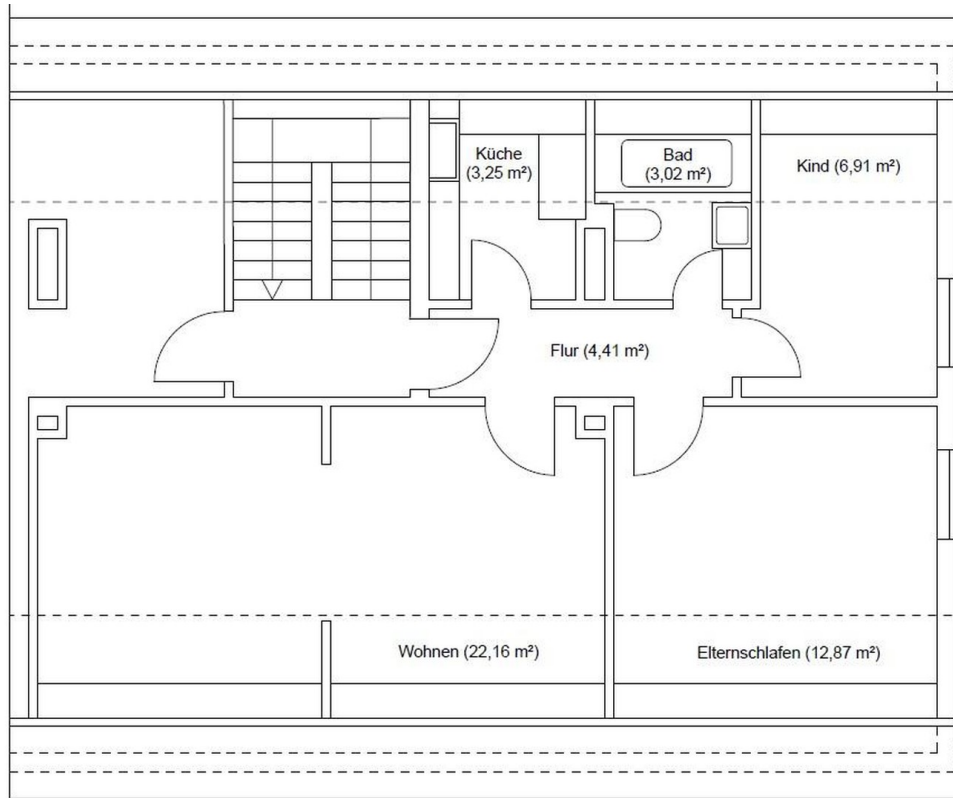 Küche
(3,25 m²)
Bad
(3,02 m²)
Kind (6,91 m²)
Flur (4,41 m²)
Wohnen (22,16 m²)
Elternschlafen (12,87 m²)